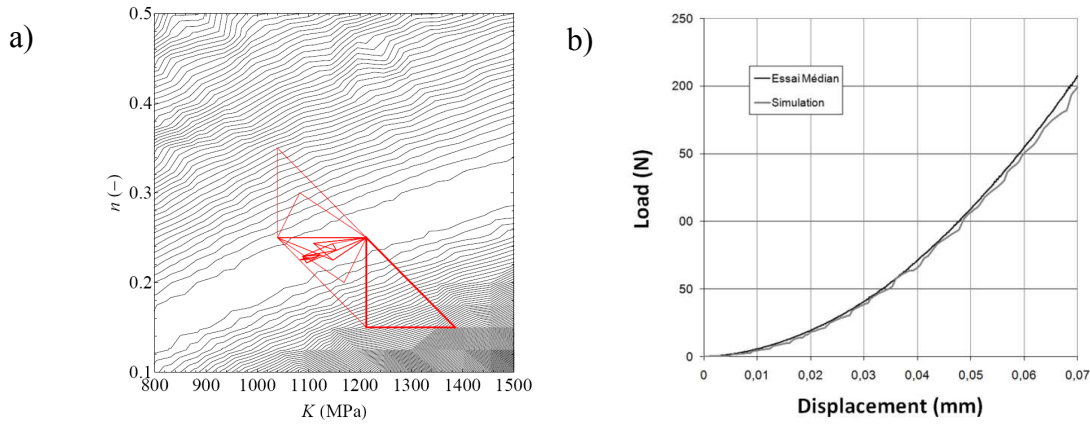 a)
0.5
0.4
0.3
0.2
0.1
n (−)
800 900 1000 1100 1200 1300 1400 1500
K (MPa)
b)
250
200
50
00
50
0
Load (N)
Essai Médian
Simulation
0 0,01 0,02 0,03 0,04 0,05 0,06 0,07
Displacement (mm)